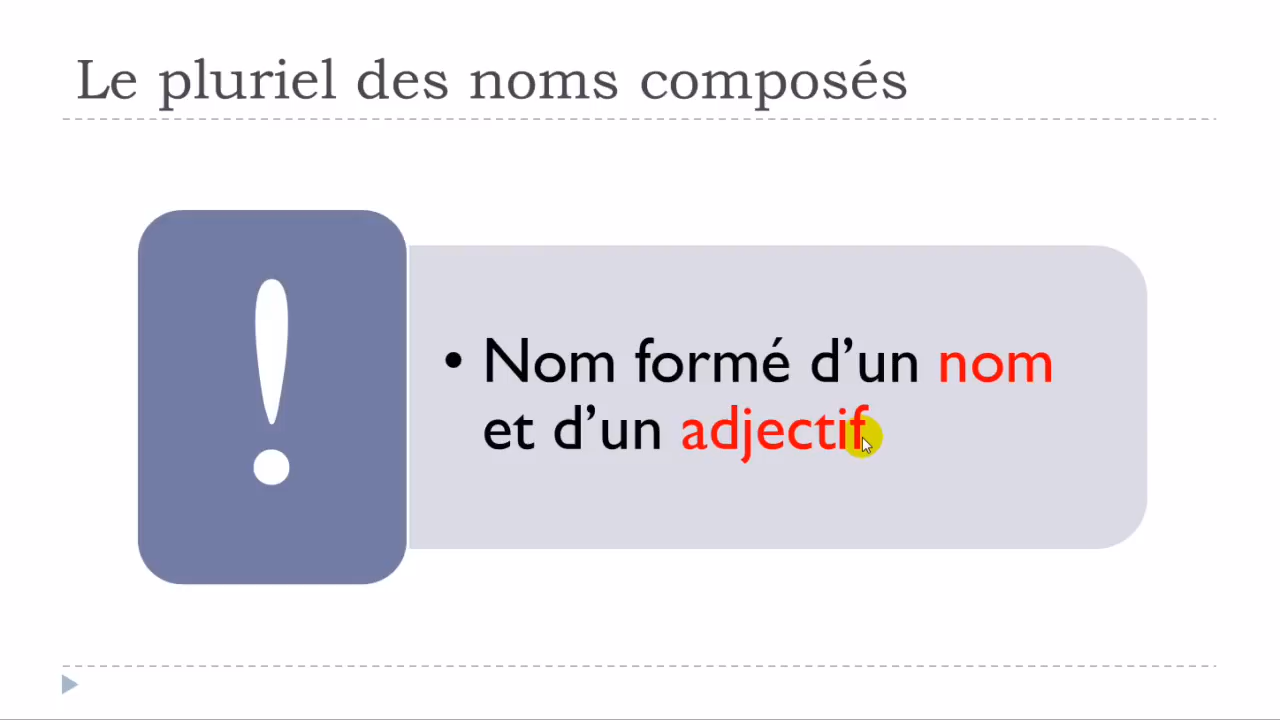 Le pluriel des noms composés
!
• Nom formé d’un nom
et d’un adjectif